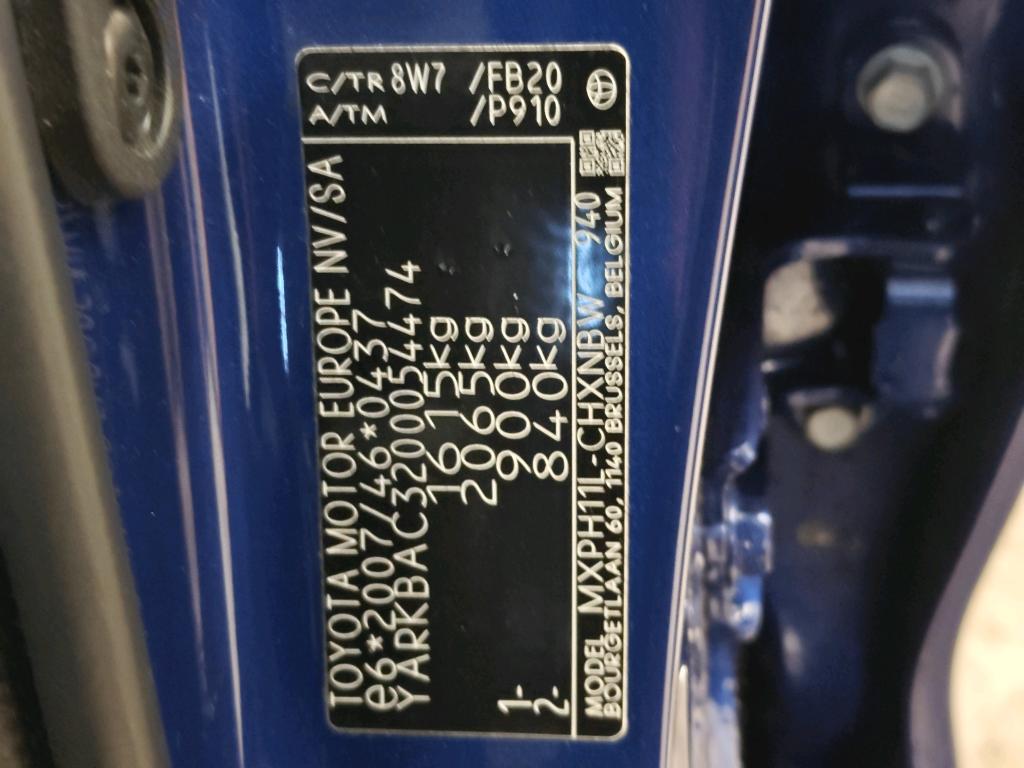 C/TR 8W7 /FB20
A/TM /P910
TOYOTA MOTOR EUROPE NV/SA
e6*2007/46*0437
YARKBAC3200054474
1615kg
2065kg
1- 900kg
2- 840kg
MODEL MXPH11L-CHXNBW 940
BOURGETLAAN 60, 1140 BRUSSELS, BELGIUM